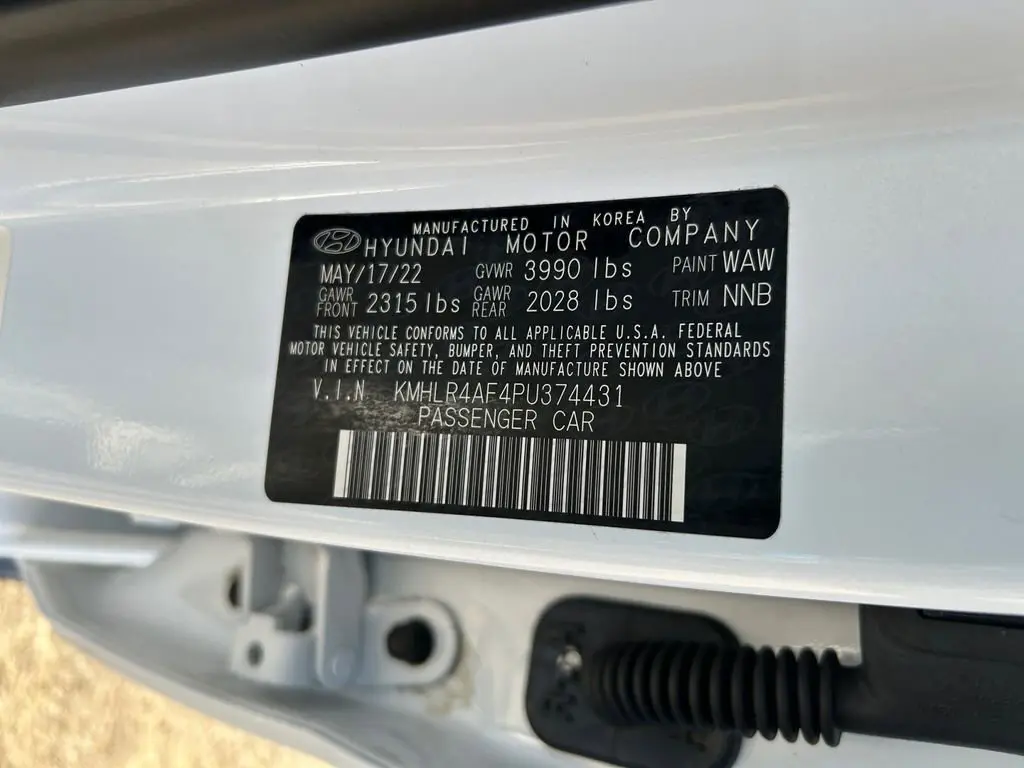 MANUFACTURED IN KOREA BY
HYUNDAI MOTOR COMPANY
MAY/17/22 GVWR 3990 lbs PAINT WAW
GAWR FRONT 2315 lbs GAWR REAR 2028 lbs TRIM NNB
THIS VEHICLE CONFORMS TO ALL APPLICABLE U.S.A. FEDERAL
MOTOR VEHICLE SAFETY, BUMPER, AND THEFT PREVENTION STANDARDS
IN EFFECT ON THE DATE OF MANUFACTURE SHOWN ABOVE
V.I.N KMHLR4AF4PU374431
PASSENGER CAR